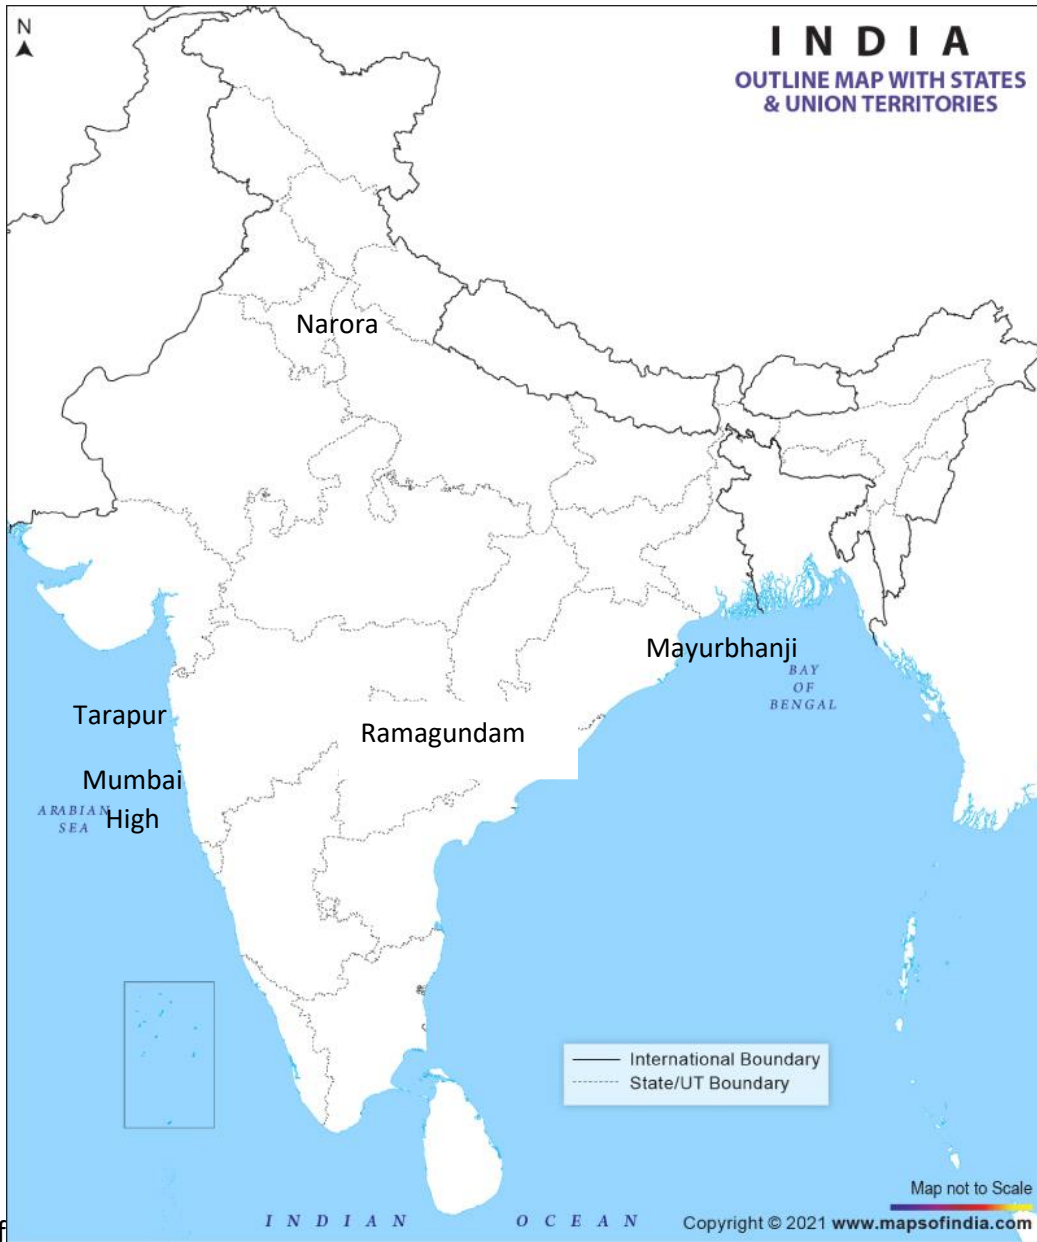 N
INDIA
OUTLINE MAP WITH STATES
& UNION TERRITORIES
Narora
Mayurbhanji
BAY
OF
BENGAL
Tarapur
Ramagundam
Mumbai
High
ARABIAN
SEA
International Boundary
State/UT Boundary
Map not to Scale
INDIAN OCEAN
Copyright © 2021 www.mapsofindia.com